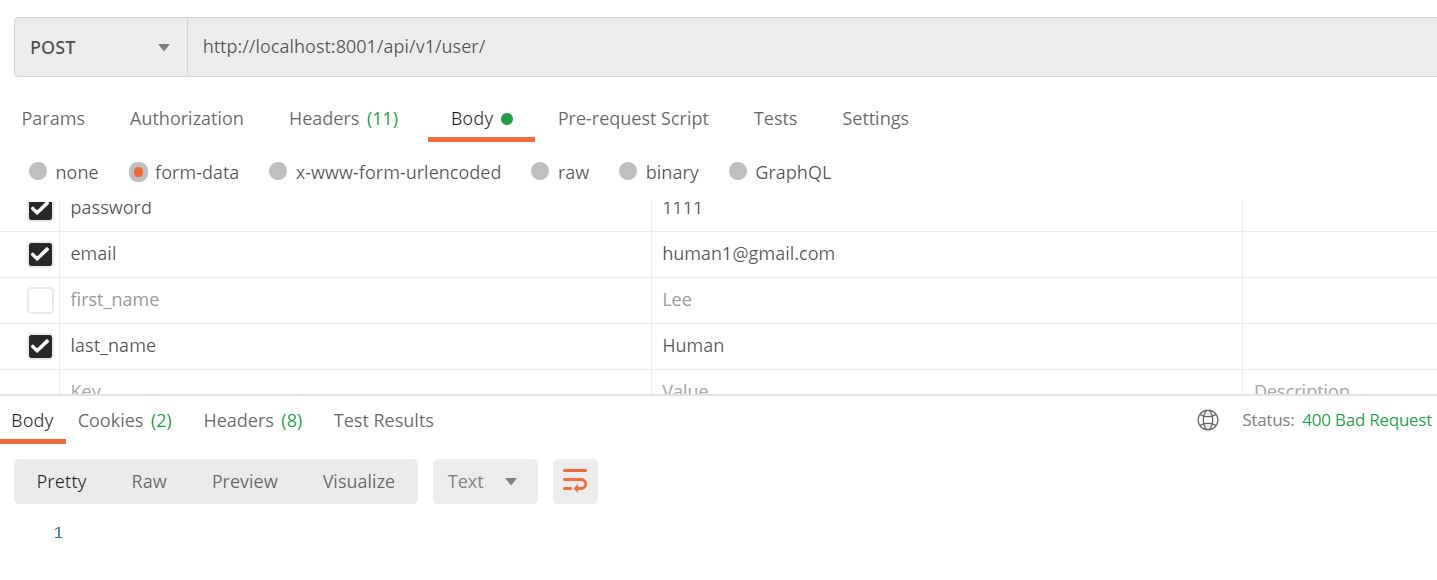 POST http://localhost:8001/api/v1/user/
Params Authorization Headers (11) Body Pre-request Script Tests Settings
none form-data x-www-form-urlencoded raw binary GraphQL
password 1111
email human1@gmail.com
first_name Lee
last_name Human
Key Value Description
Body Cookies (2) Headers (8) Test Results Status: 400 Bad Request
Pretty Raw Preview Visualize Text
1